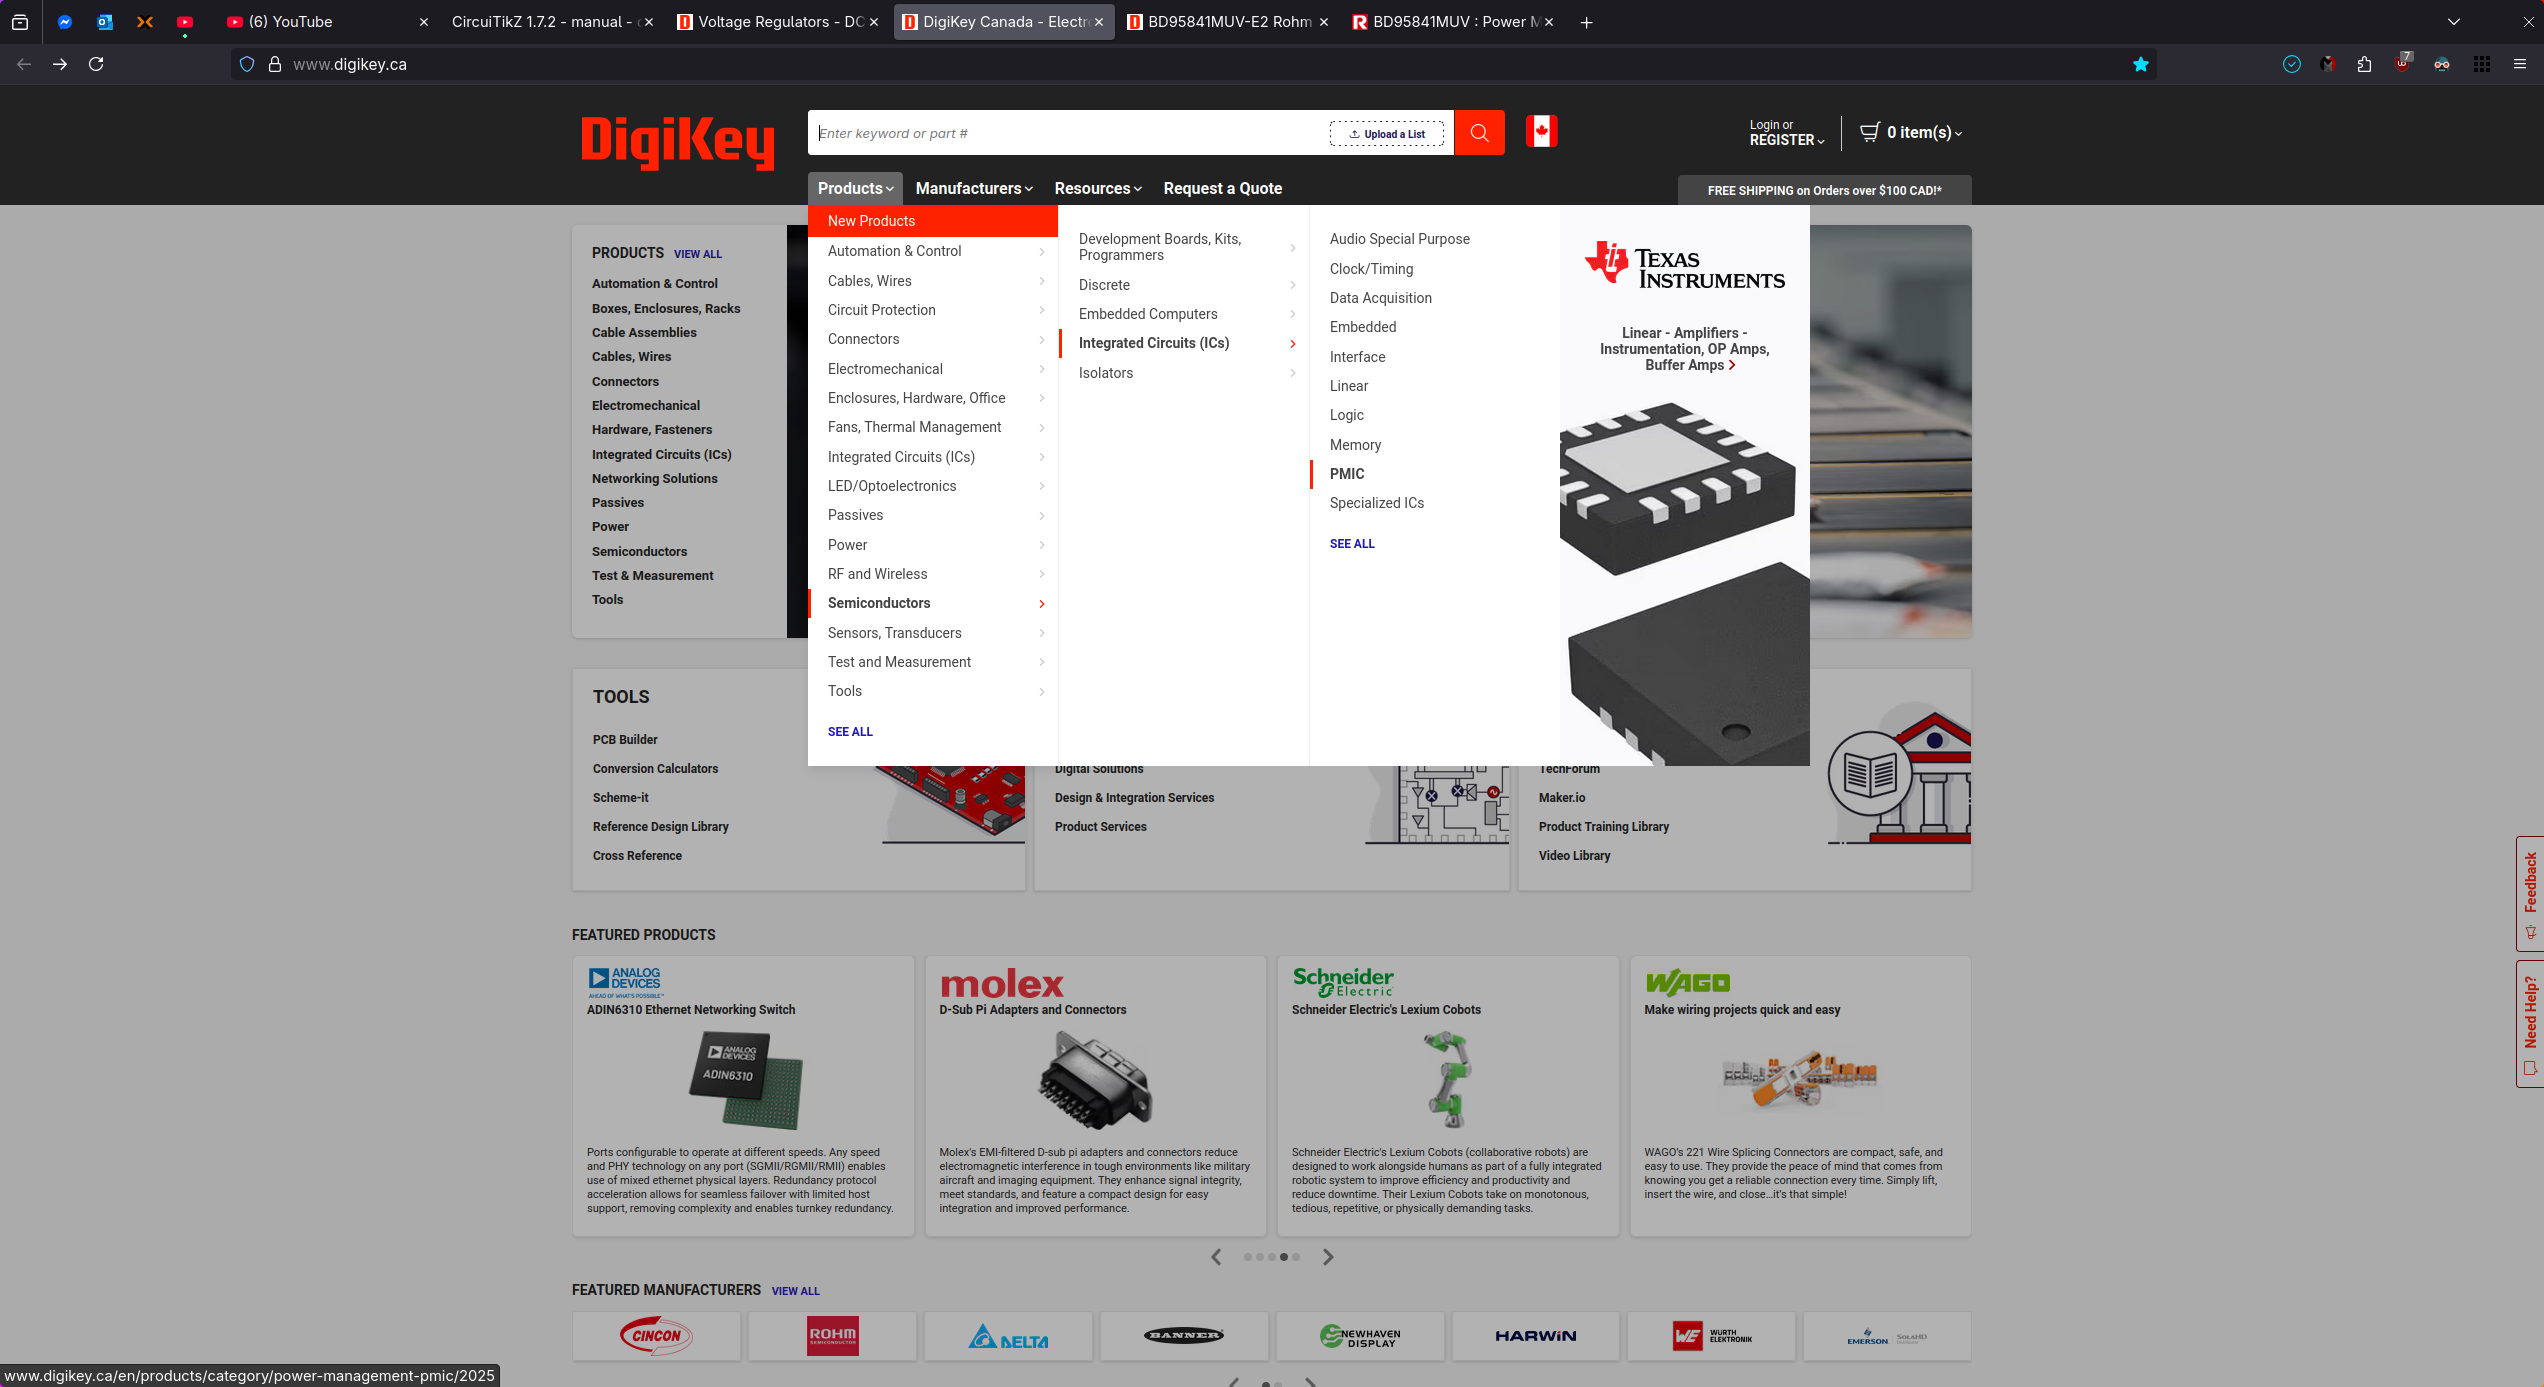 (6) YouTube
CircuiTikZ 1.7.2 - manual -
Voltage Regulators - DC
DigiKey Canada - Electr
BD95841MUV-E2 Rohm
BD95841MUV : Power M
7
www.digikey.ca
DigiKey
Enter keyword or part #
Upload a List
Login or
REGISTER
0 item(s)
Products
Manufacturers
Resources
Request a Quote
FREE SHIPPING on Orders over $100 CAD!*
PRODUCTS VIEW ALL
Automation & Control
Boxes, Enclosures, Racks
Cable Assemblies
Cables, Wires
Connectors
Electromechanical
Hardware, Fasteners
Integrated Circuits (ICs)
Networking Solutions
Passives
Power
Semiconductors
Test & Measurement
Tools
New Products
Automation & Control
Cables, Wires
Circuit Protection
Connectors
Electromechanical
Enclosures, Hardware, Office
Fans, Thermal Management
Integrated Circuits (ICs)
LED/Optoelectronics
Passives
Power
RF and Wireless
Semiconductors
Sensors, Transducers
Test and Measurement
Tools
SEE ALL
Development Boards, Kits,
Programmers
Discrete
Embedded Computers
Integrated Circuits (ICs)
Isolators
Audio Special Purpose
Clock/Timing
Data Acquisition
Embedded
Interface
Linear
Logic
Memory
PMIC
Specialized ICs
SEE ALL
TEXAS
INSTRUMENTS
Linear - Amplifiers -
Instrumentation, OP Amps,
Buffer Amps
TOOLS
PCB Builder
Conversion Calculators
Scheme-it
Reference Design Library
Cross Reference
Digital Solutions
Design & Integration Services
Product Services
TechForum
Maker.io
Product Training Library
Video Library
Feedback
Need Help?
FEATURED PRODUCTS
ANALOG
DEVICES
AHEAD OF WHAT'S POSSIBLE™
ADIN6310 Ethernet Networking Switch
ANALOG
DEVICES
ADIN6310
Ports configurable to operate at different speeds. Any speed
and PHY technology on any port (SGMII/RGMII/RMII) enables
use of mixed ethernet physical layers. Redundancy protocol
acceleration allows for seamless failover with limited host
support, removing complexity and enables turnkey redundancy.
molex
D-Sub Pi Adapters and Connectors
Molex's EMI-filtered D-sub pi adapters and connectors reduce
electromagnetic interference in tough environments like military
aircraft and imaging equipment. They enhance signal integrity,
meet standards, and feature a compact design for easy
integration and improved performance.
Schneider
Electric
Schneider Electric's Lexium Cobots
Schneider Electric's Lexium Cobots (collaborative robots) are
designed to work alongside humans as part of a fully integrated
robotic system to improve efficiency and productivity and
reduce downtime. Their Lexium Cobots take on monotonous,
tedious, repetitive, or physically demanding tasks.
WAGO
Make wiring projects quick and easy
WAGO's 221 Wire Splicing Connectors are compact, safe, and
easy to use. They provide the peace of mind that comes from
knowing you get a reliable connection every time. Simply lift,
insert the wire, and close…it's that simple!
FEATURED MANUFACTURERS VIEW ALL
CINCON
ROHM
SEMICONDUCTOR
DELTA
BANNER
NEWHAVEN
DISPLAY
HARWIN
WE
WURTH
ELEKTRONIK
EMERSON
SolaHD
www.digikey.ca/en/products/category/power-management-pmic/2025